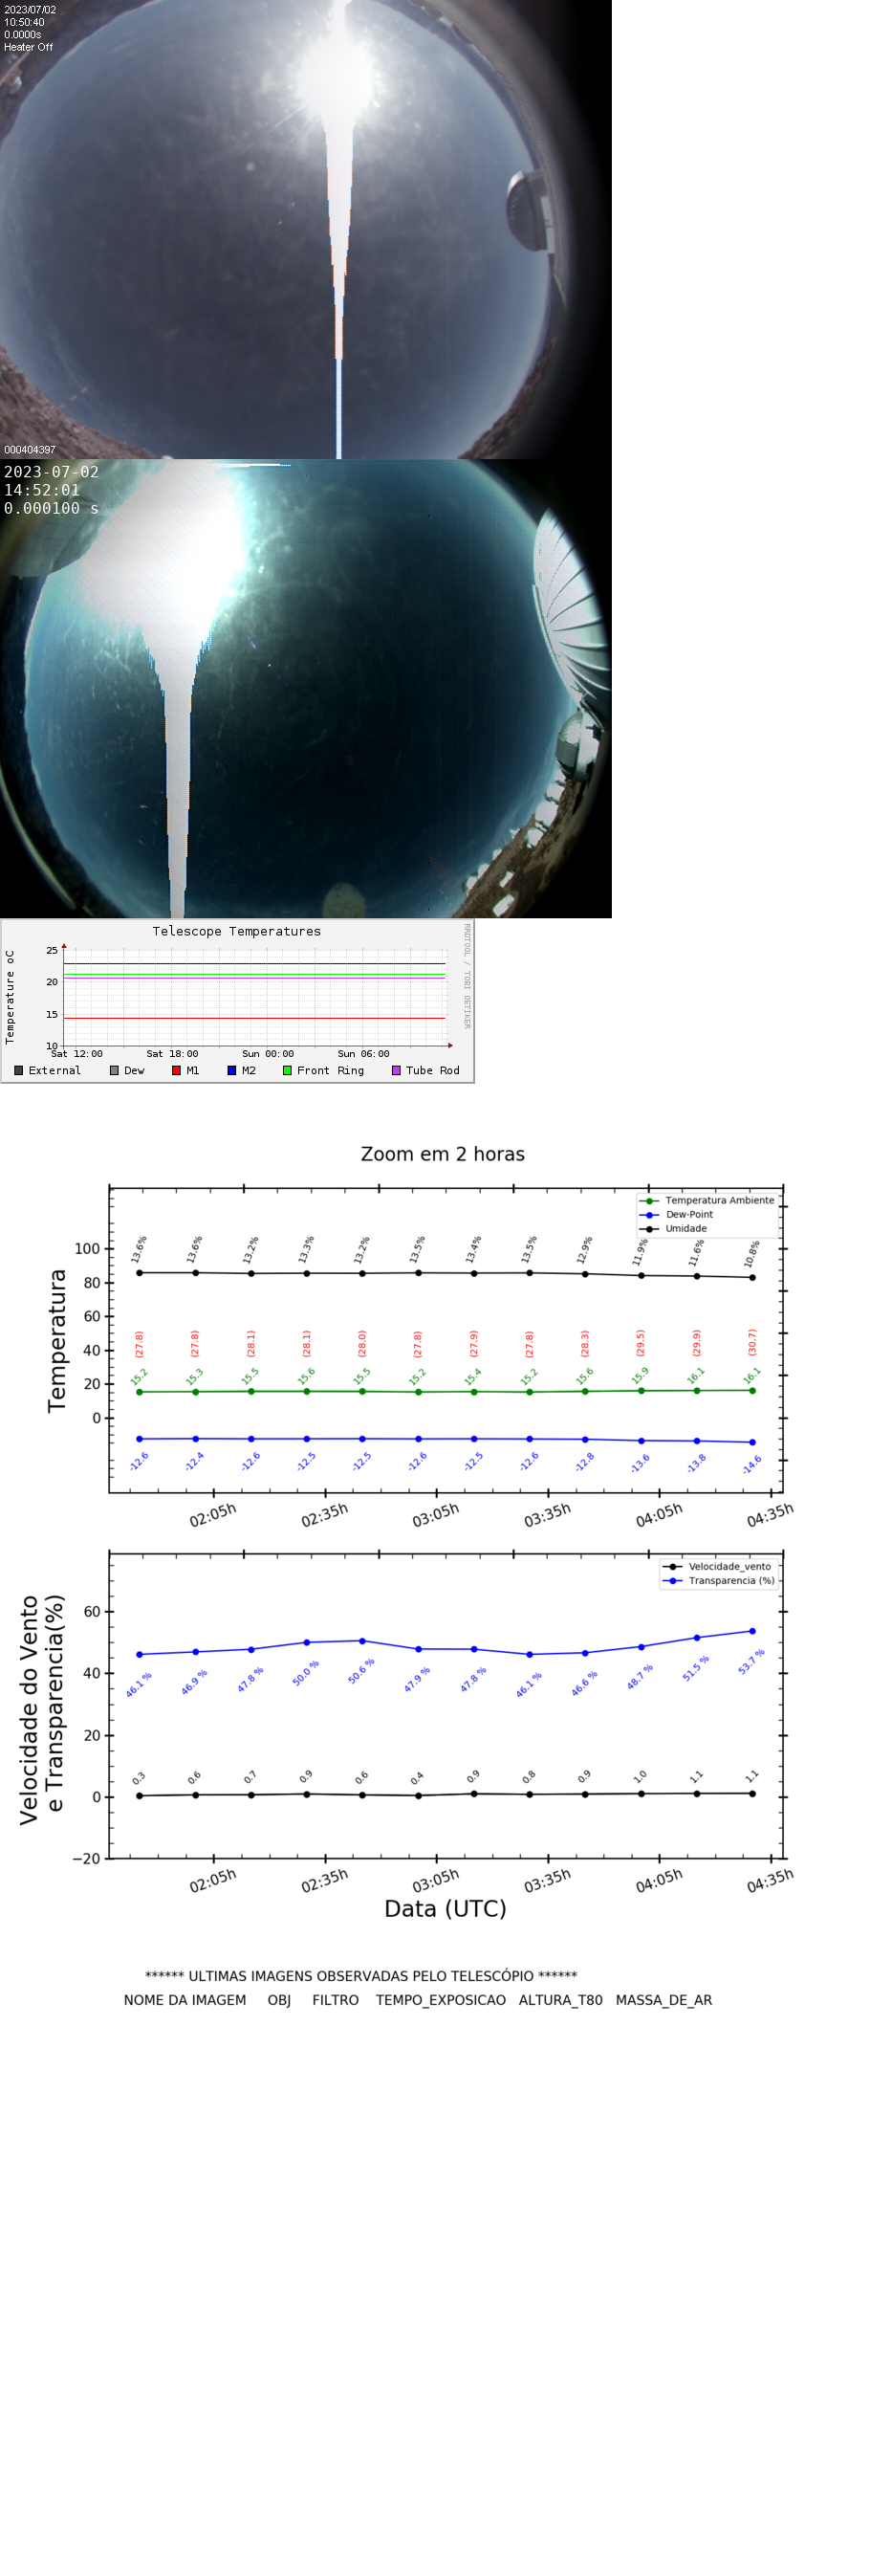 2023/07/02
10:50:40
0.0000s
Heater Off
000404397
2023-07-02
14:52:01
0.000100 s
Telescope Temperatures
RRDTOOL / TOBI OETIKER
Temperature oC
25
20
15
10
Sat 12:00 Sat 18:00 Sun 00:00 Sun 06:00
External Dew M1 M2 Front Ring Tube Rod
Zoom em 2 horas
Temperatura Ambiente
Dew-Point
Umidade
Temperatura
100
80
60
40
20
0
13.6% 13.6% 13.2% 13.3% 13.2% 13.5% 13.4% 13.5% 12.9% 11.9% 11.6% 10.8%
(27.8) (27.8) (28.1) (28.1) (28.0) (27.8) (27.9) (27.8) (28.3) (29.5) (29.9) (30.7)
15.2 15.3 15.5 15.6 15.5 15.2 15.4 15.2 15.6 15.9 16.1 16.1
-12.6 -12.4 -12.6 -12.5 -12.5 -12.6 -12.5 -12.6 -12.8 -13.6 -13.8 -14.6
02:05h 02:35h 03:05h 03:35h 04:05h 04:35h
Velocidade_vento
Transparencia (%)
Velocidade do Vento
e Transparencia(%)
60
40
20
0
−20
46.1 % 46.9 % 47.8 % 50.0 % 50.6 % 47.9 % 47.8 % 46.1 % 46.6 % 48.7 % 51.5 % 53.7 %
0.3 0.6 0.7 0.9 0.6 0.4 0.9 0.8 0.9 1.0 1.1 1.1
02:05h 02:35h 03:05h 03:35h 04:05h 04:35h
Data (UTC)
****** ULTIMAS IMAGENS OBSERVADAS PELO TELESCÓPIO ******
NOME DA IMAGEM OBJ FILTRO TEMPO_EXPOSICAO ALTURA_T80 MASSA_DE_AR